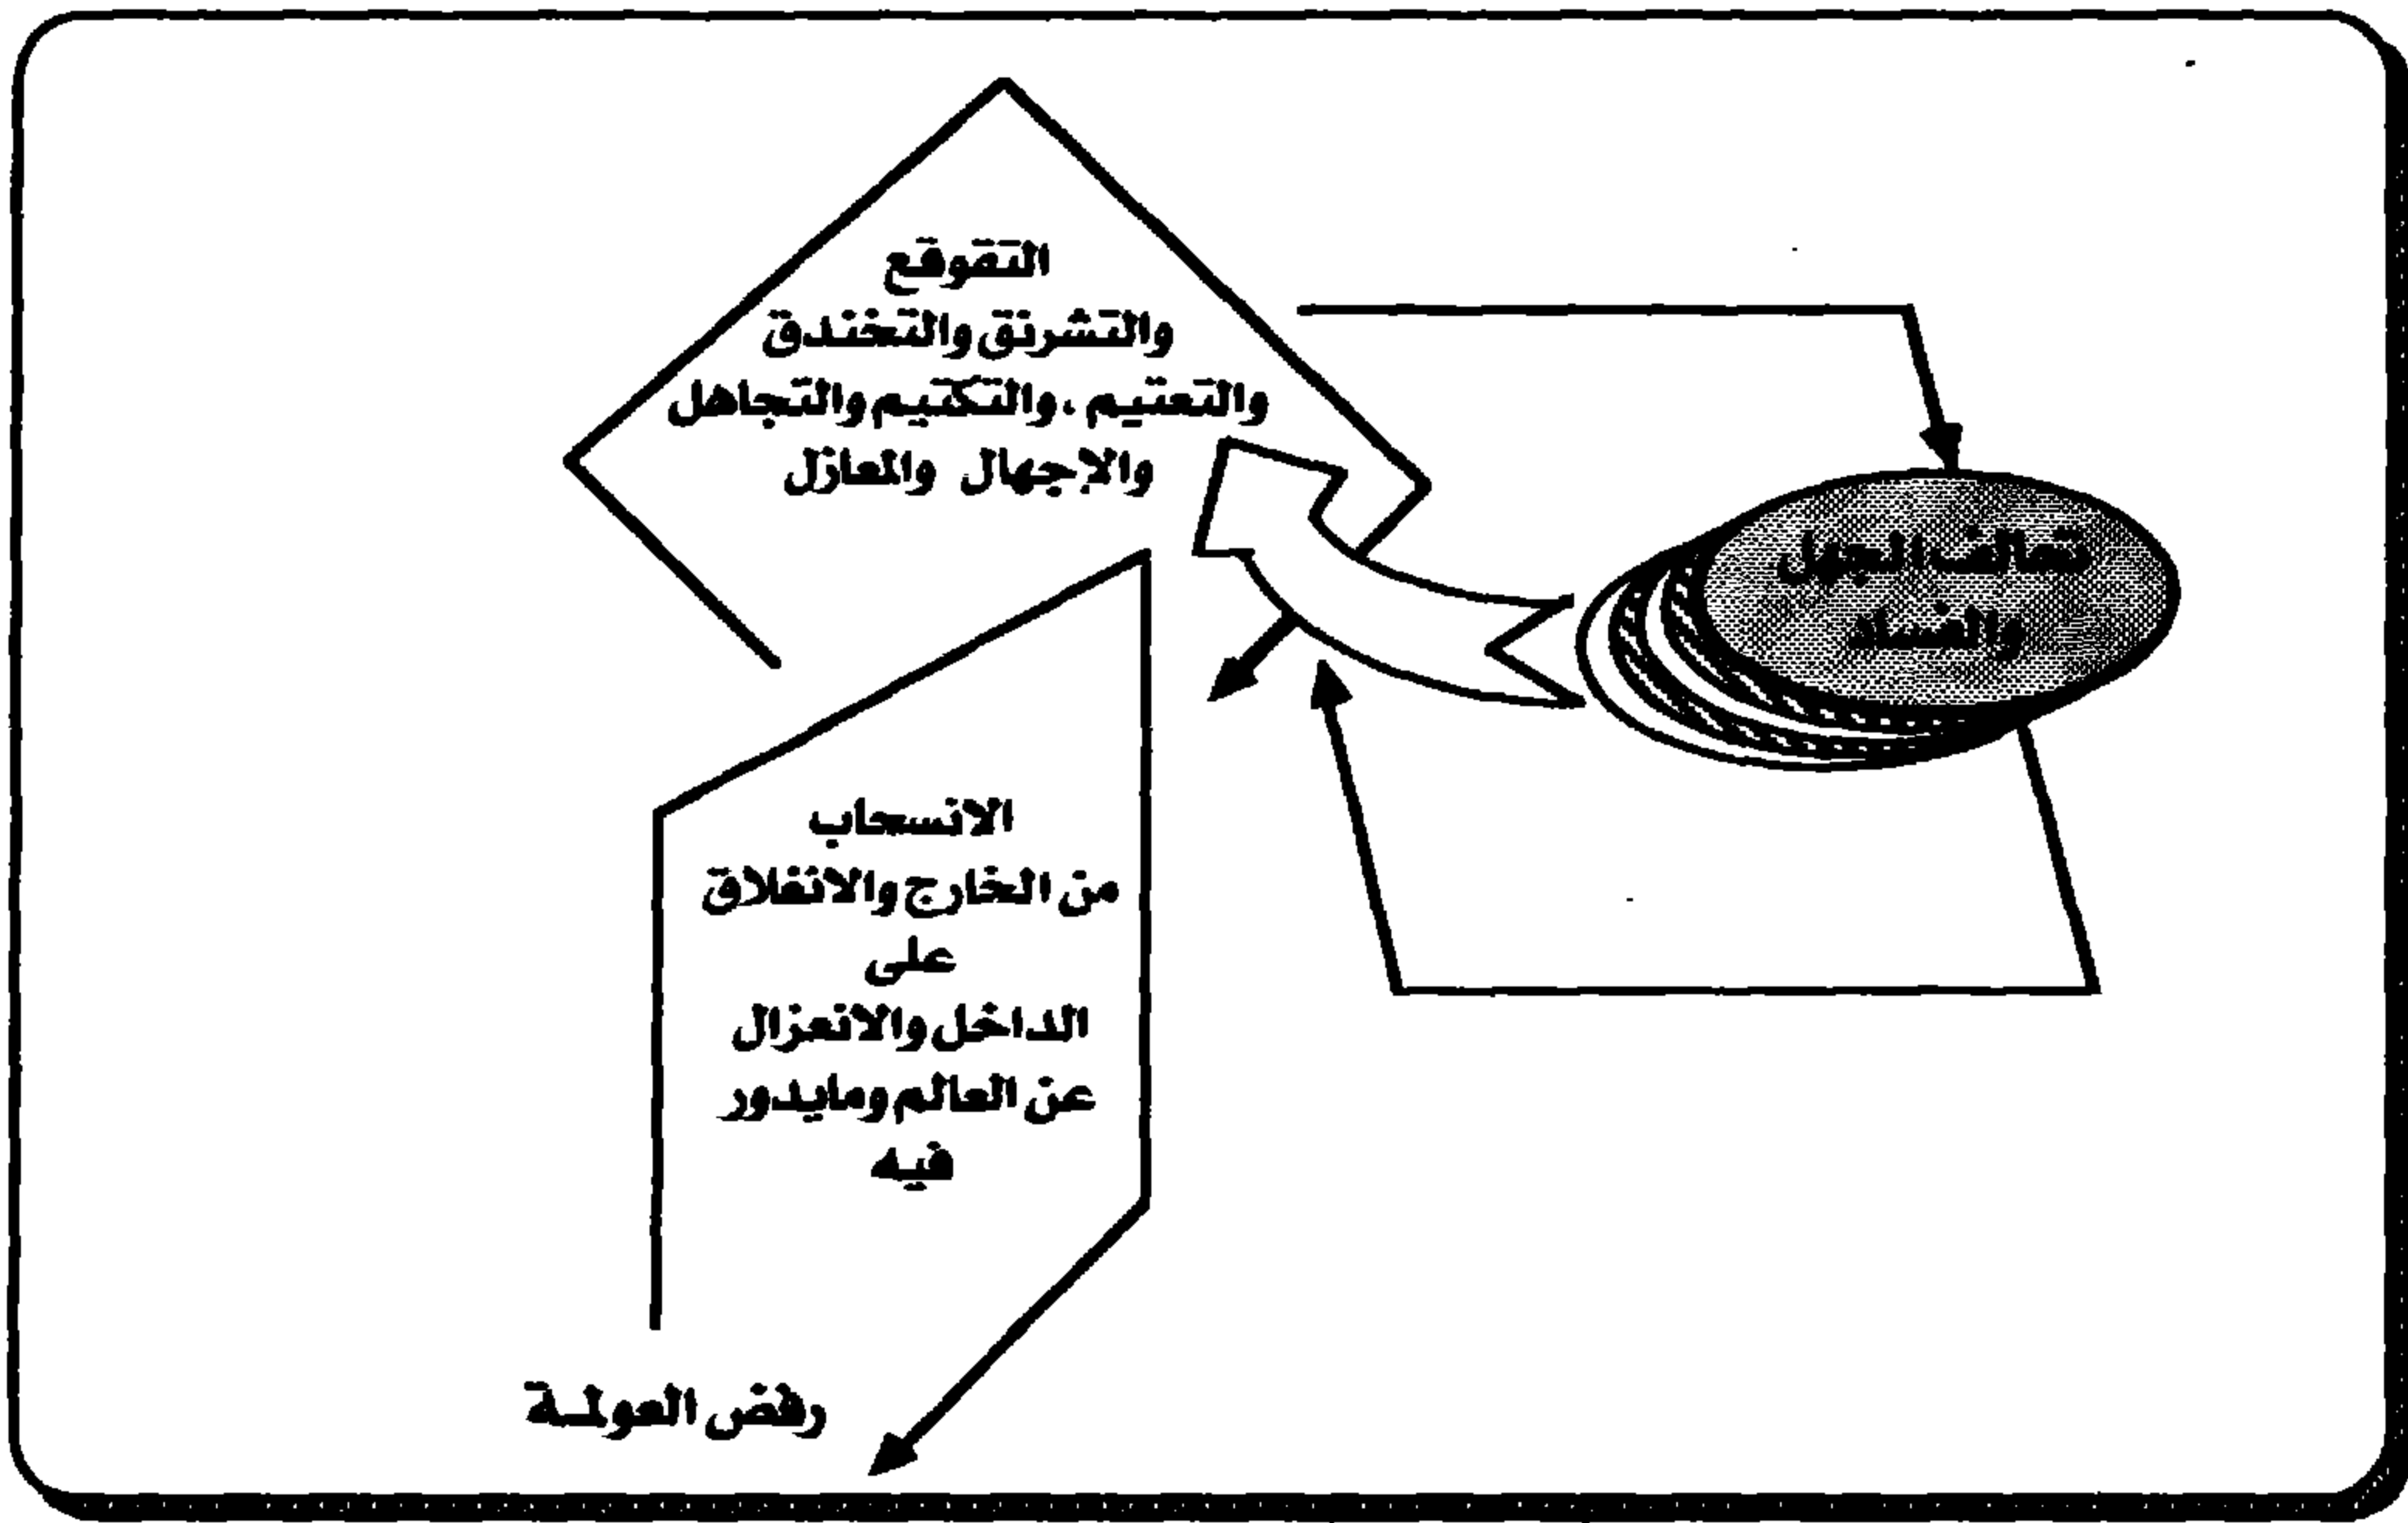 التقوقع
والتشرنق والتخندق
والتعتيم ، والتكتيم والتجاهل
والإجهال والمعازل
تحالف الجهل
والفساد
الانسحاب
من الخارج والانغلاق
على
الداخل والانعزال
عن العالم ومايدور
فيه
رفض العولمة